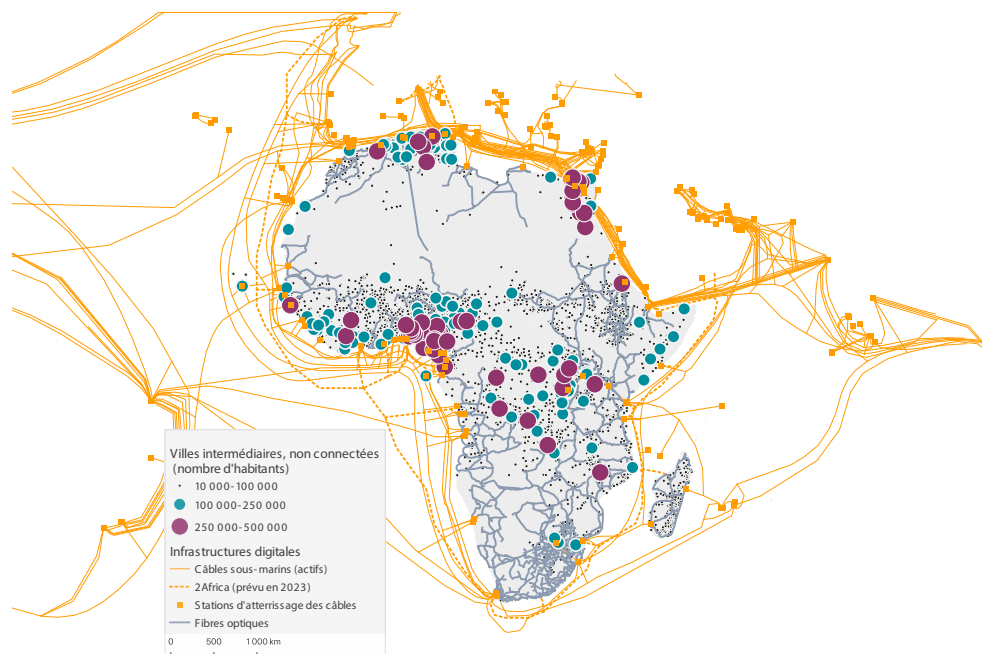 Villes intermédiaires, non connectées
(nombre d'habitants)
10 000-100 000
100 000-250 000
250 000-500 000
Infrastructures digitales
Câbles sous-marins (actifs)
2Africa (prévu en 2023)
Stations d'atterrissage des câbles
Fibres optiques
0 500 1 000 km